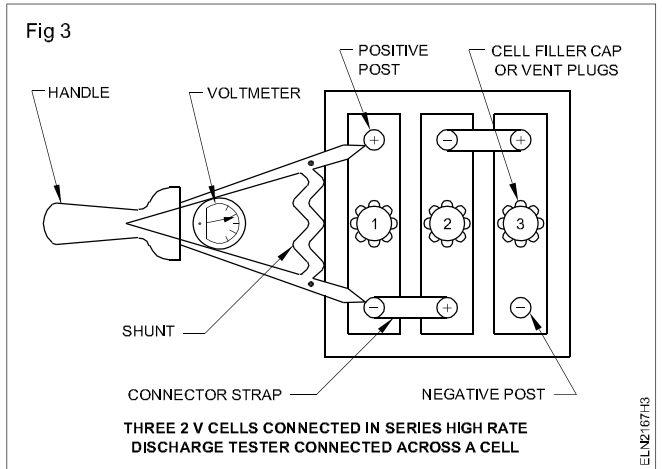 Fig 3
POSITIVE
POST
CELL FILLER CAP
OR VENT PLUGS
HANDLE
VOLTMETER
+
-
+
1
2
3
-
+
-
SHUNT
CONNECTOR STRAP
NEGATIVE POST
THREE 2 V CELLS CONNECTED IN SERIES HIGH RATE
DISCHARGE TESTER CONNECTED ACROSS A CELL
ELN2167H3